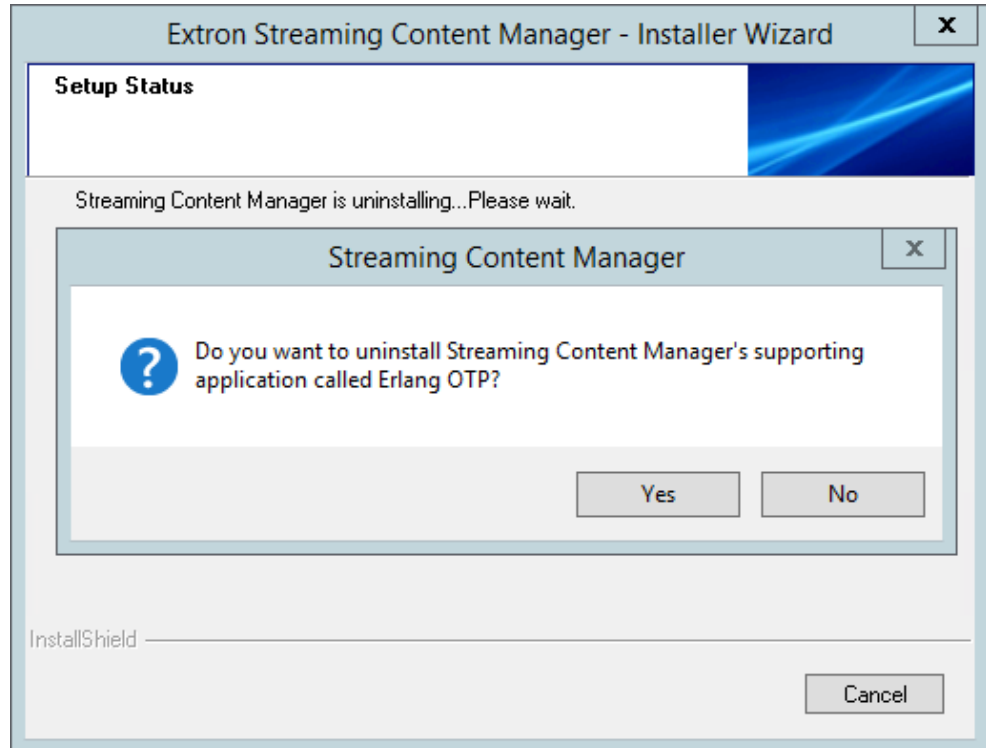 Extron Streaming Content Manager - Installer Wizard
x
Setup Status
Streaming Content Manager is uninstalling...Please wait.
Streaming Content Manager
x
?
Do you want to uninstall Streaming Content Manager's supporting
application called Erlang OTP?
Yes
No
InstallShield
Cancel